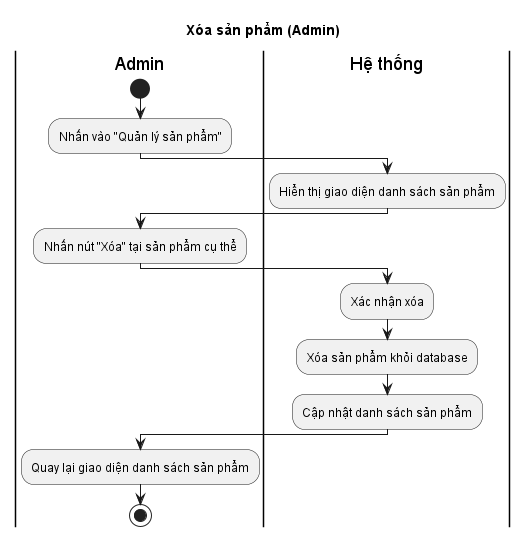 Xóa sản phẩm (Admin)
Admin
Hệ thống
Nhấn vào "Quản lý sản phẩm"
Hiển thị giao diện danh sách sản phẩm
Nhấn nút "Xóa" tại sản phẩm cụ thể
Xác nhận xóa
Xóa sản phẩm khỏi database
Cập nhật danh sách sản phẩm
Quay lại giao diện danh sách sản phẩm